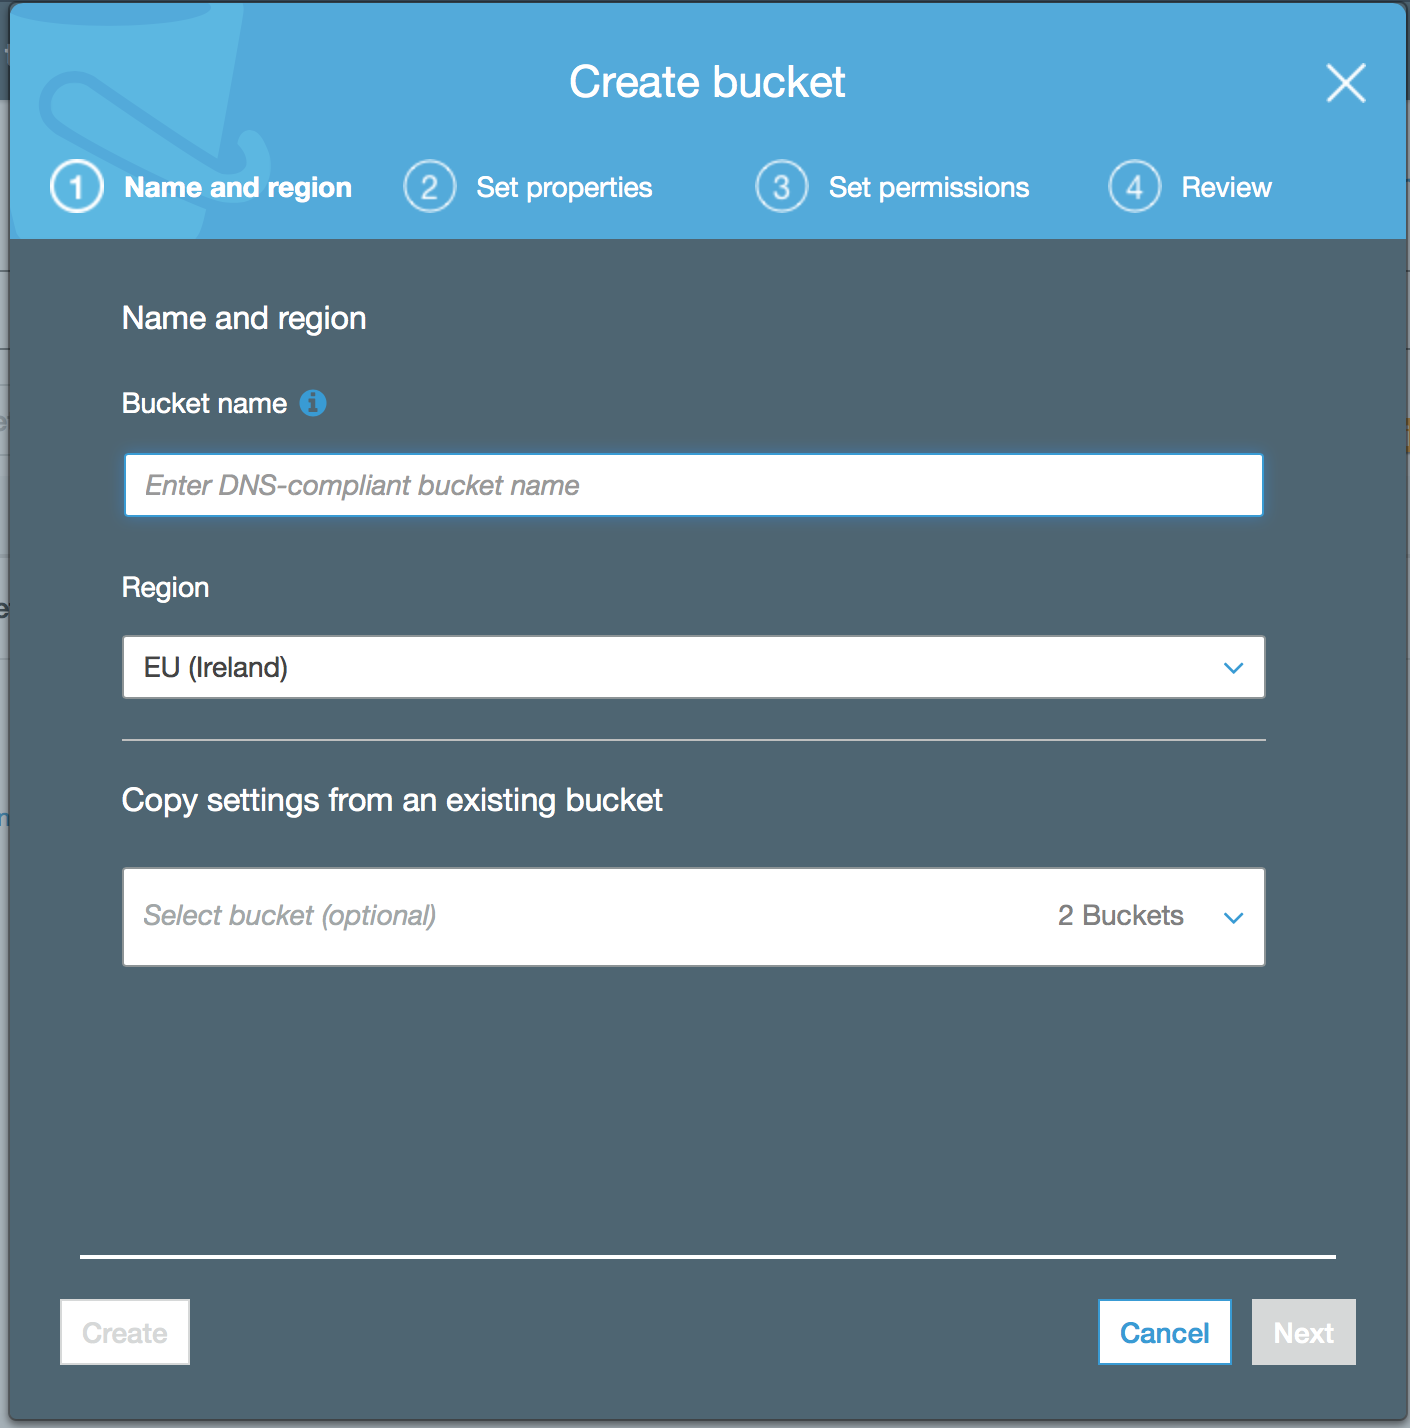 Create bucket
1 Name and region 2 Set properties 3 Set permissions 4 Review
Name and region
Bucket name
Enter DNS-compliant bucket name
Region
EU (Ireland)
Copy settings from an existing bucket
Select bucket (optional) 2 Buckets
Create Cancel Next